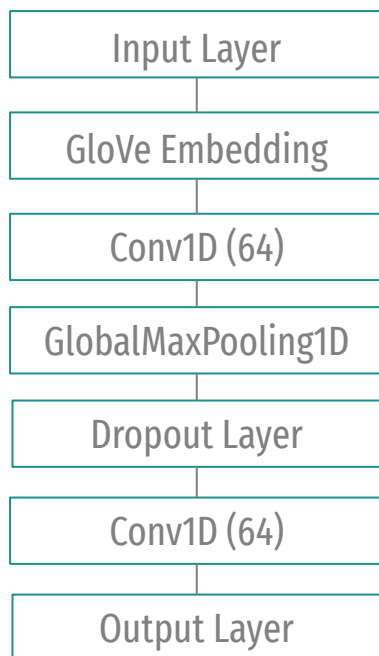 Input Layer
GloVe Embedding
Conv1D (64)
GlobalMaxPooling1D
Dropout Layer
Conv1D (64)
Output Layer